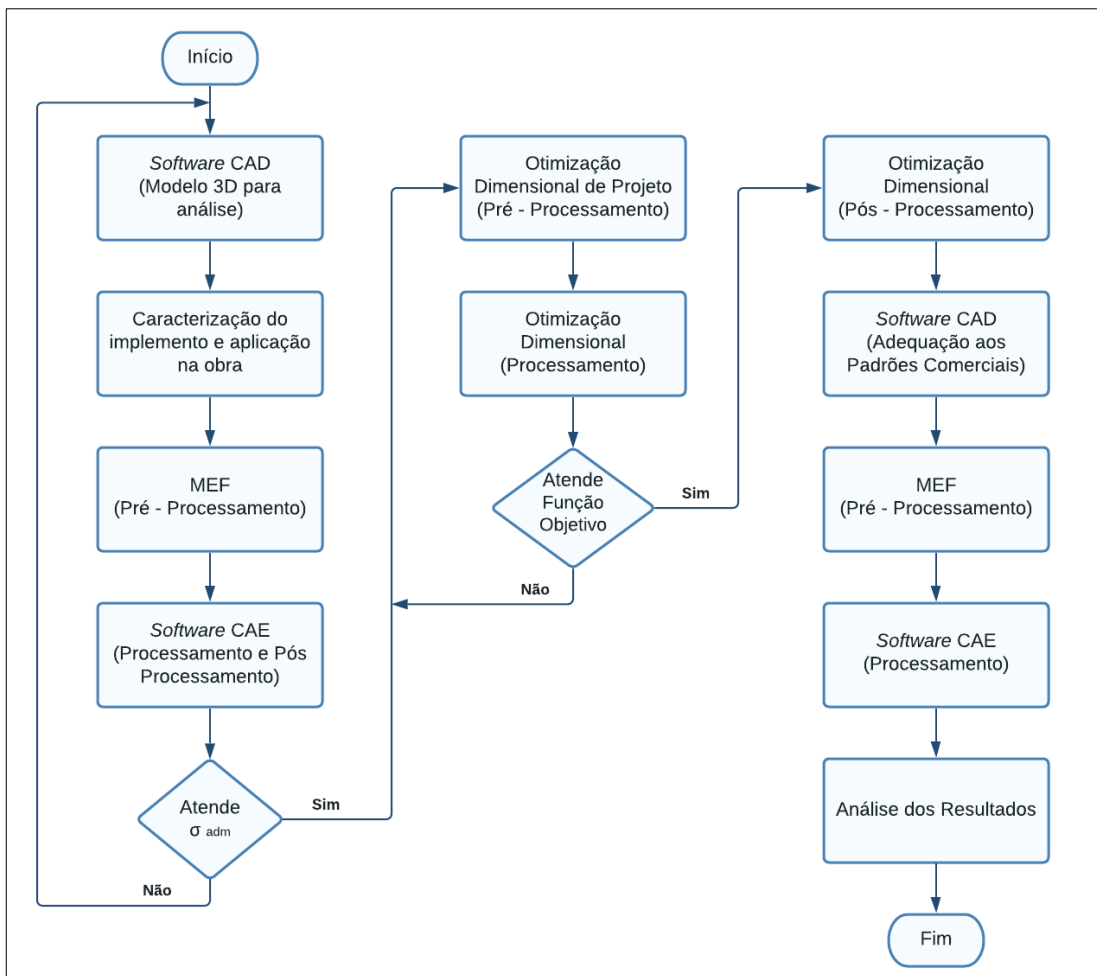 Início
Software CAD
(Modelo 3D para
análise)
Caracterização do
implemento e aplicação
na obra
MEF
(Pré - Processamento)
Software CAE
(Processamento e Pós
Processamento)
Atende
σ adm
Sim
Não
Otimização
Dimensional de Projeto
(Pré - Processamento)
Otimização
Dimensional
(Processamento)
Atende
Função
Objetivo
Sim
Não
Otimização
Dimensional
(Pós - Processamento)
Software CAD
(Adequação aos
Padrões Comerciais)
MEF
(Pré - Processamento)
Software CAE
(Processamento)
Análise dos Resultados
Fim